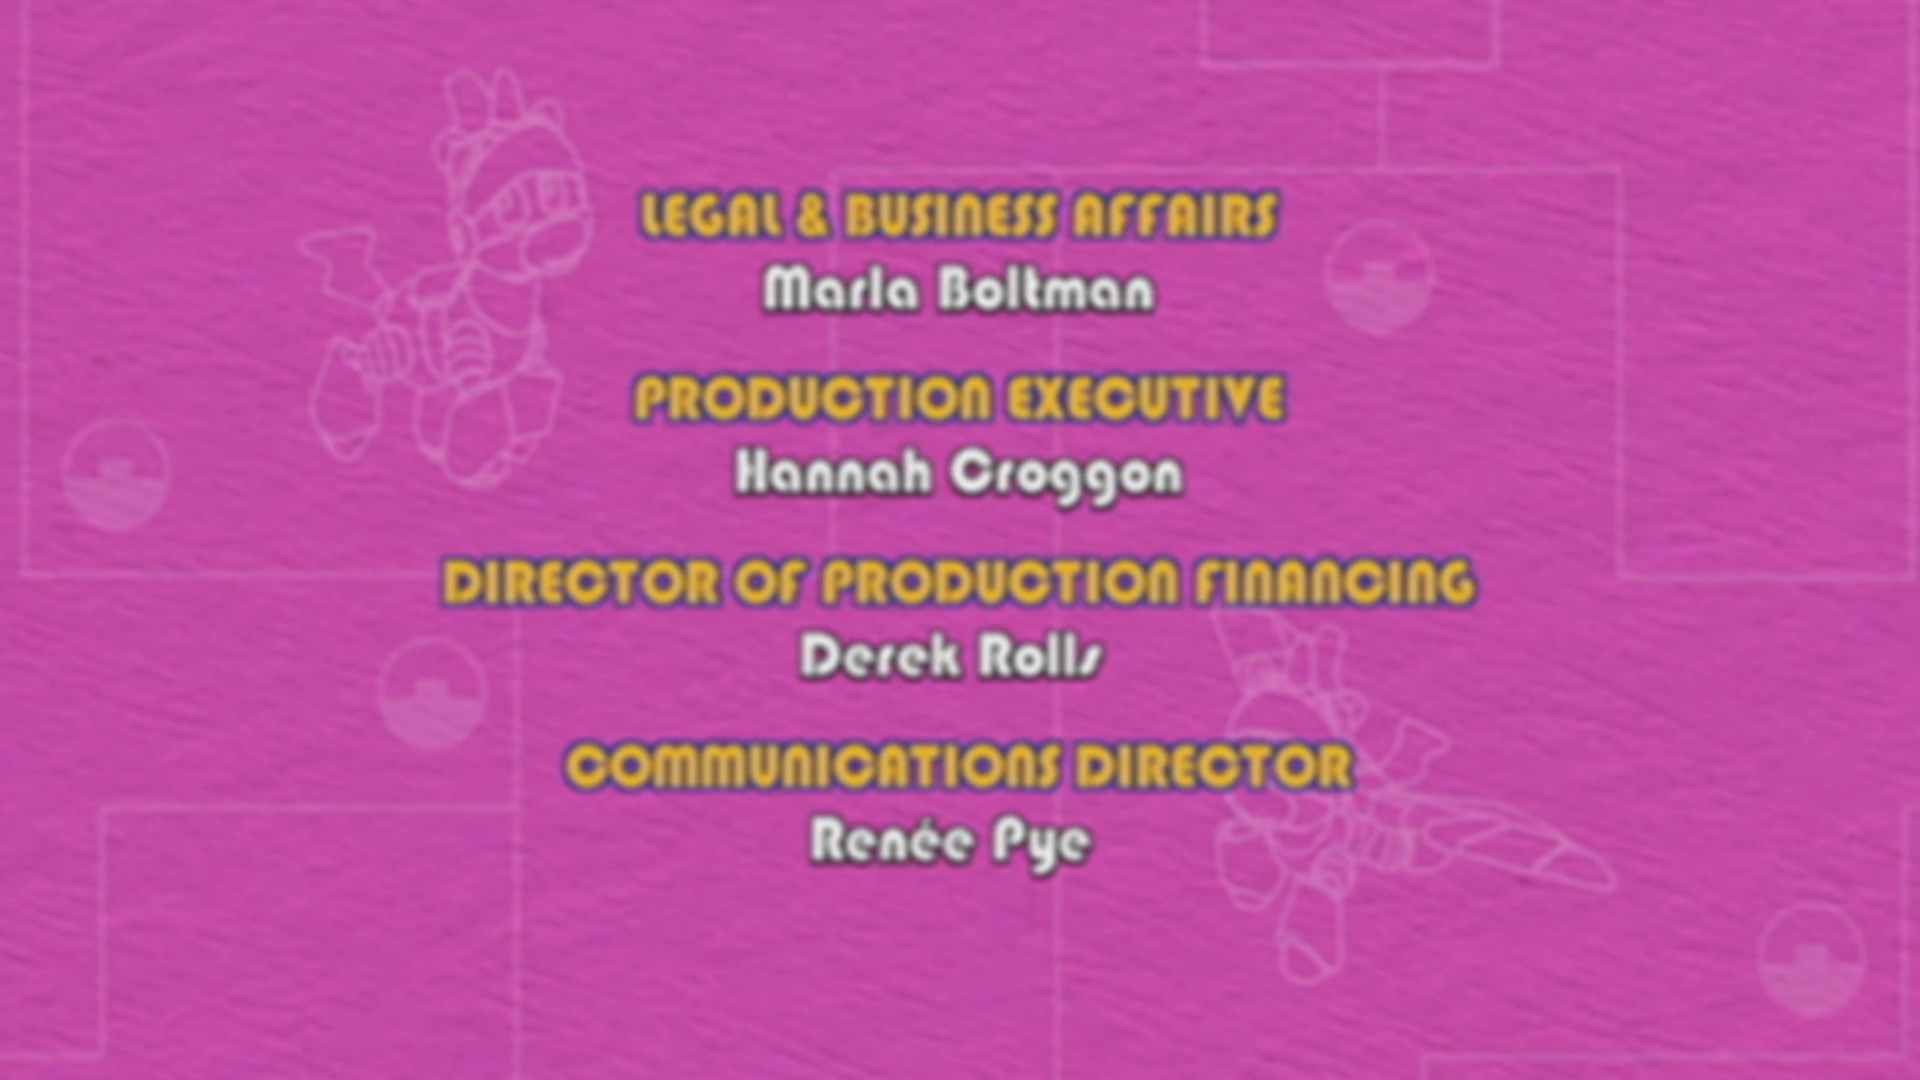 LEGAL & BUSINESS AFFAIRS
Marla Boltman
PRODUCTION EXECUTIVE
Hannah Croggon
DIRECTOR OF PRODUCTION FINANCING
Derek Rolls
COMMUNICATIONS DIRECTOR
Renée Pye